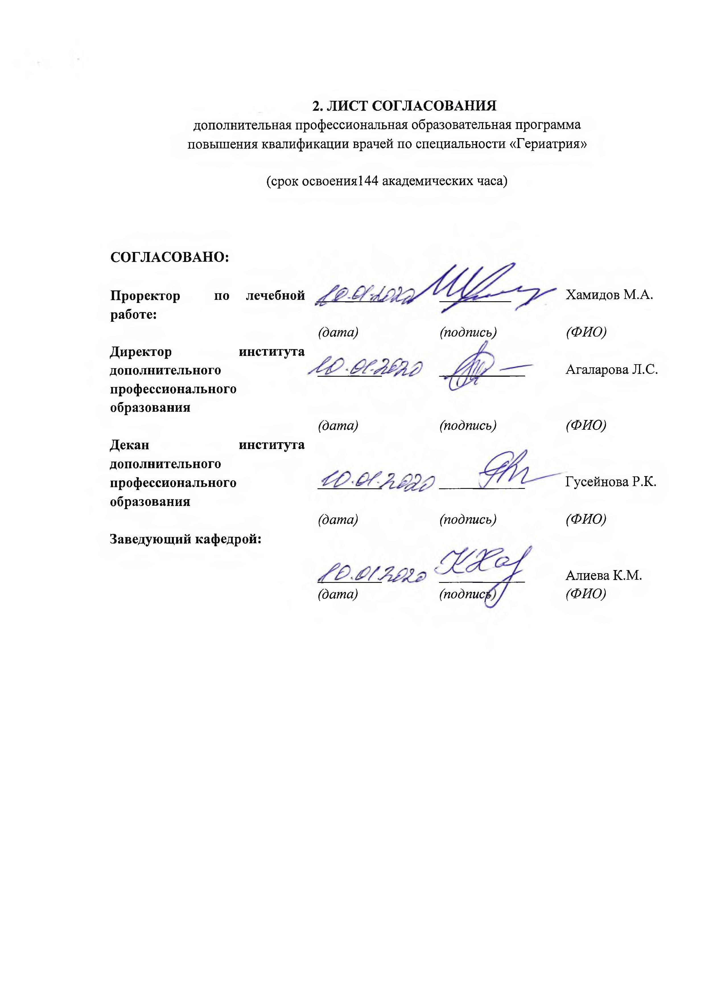 2. ЛИСТ СОГЛАСОВАНИЯ
дополнительная профессиональная образовательная программа
повышения квалификации врачей по специальности «Гериатрия»
(срок освоения144 академических часа)
СОГЛАСОВАНО:
Проректор по лечебной 10.01.2020 Хамидов М.А.
работе:
(дата) (подпись) (ФИО)
Директор института
дополнительного 10.01.2020 Агаларова Л.С.
профессионального
образования
(дата) (подпись) (ФИО)
Декан института
дополнительного
профессионального 10.01.2020 Гусейнова Р.К.
образования
(дата) (подпись) (ФИО)
Заведующий кафедрой:
10.01.2020 Алиева К.М.
(дата) (подпись) (ФИО)